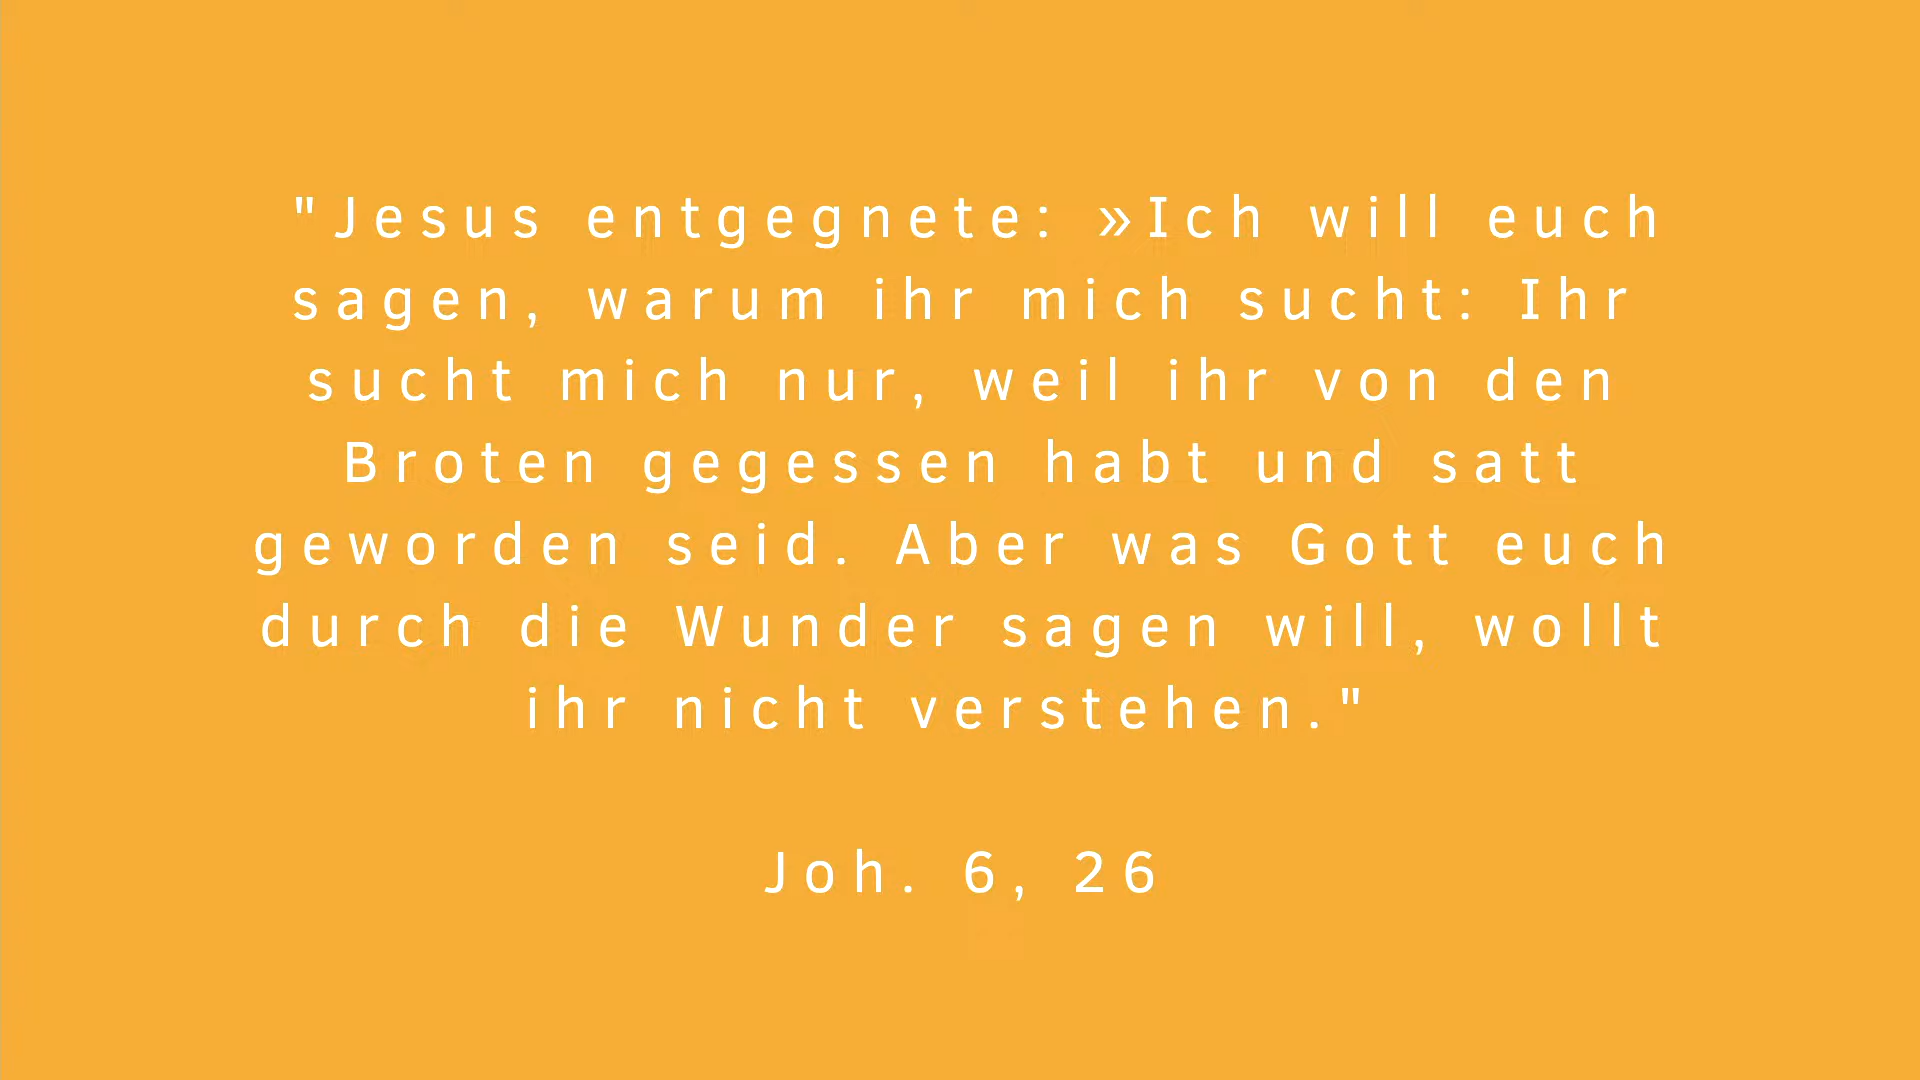 "Jesus entgegnete: »Ich will euch
sagen, warum ihr mich sucht: Ihr
sucht mich nur, weil ihr von den
Broten gegessen habt und satt
geworden seid. Aber was Gott euch
durch die Wunder sagen will, wollt
ihr nicht verstehen."
Joh. 6, 26